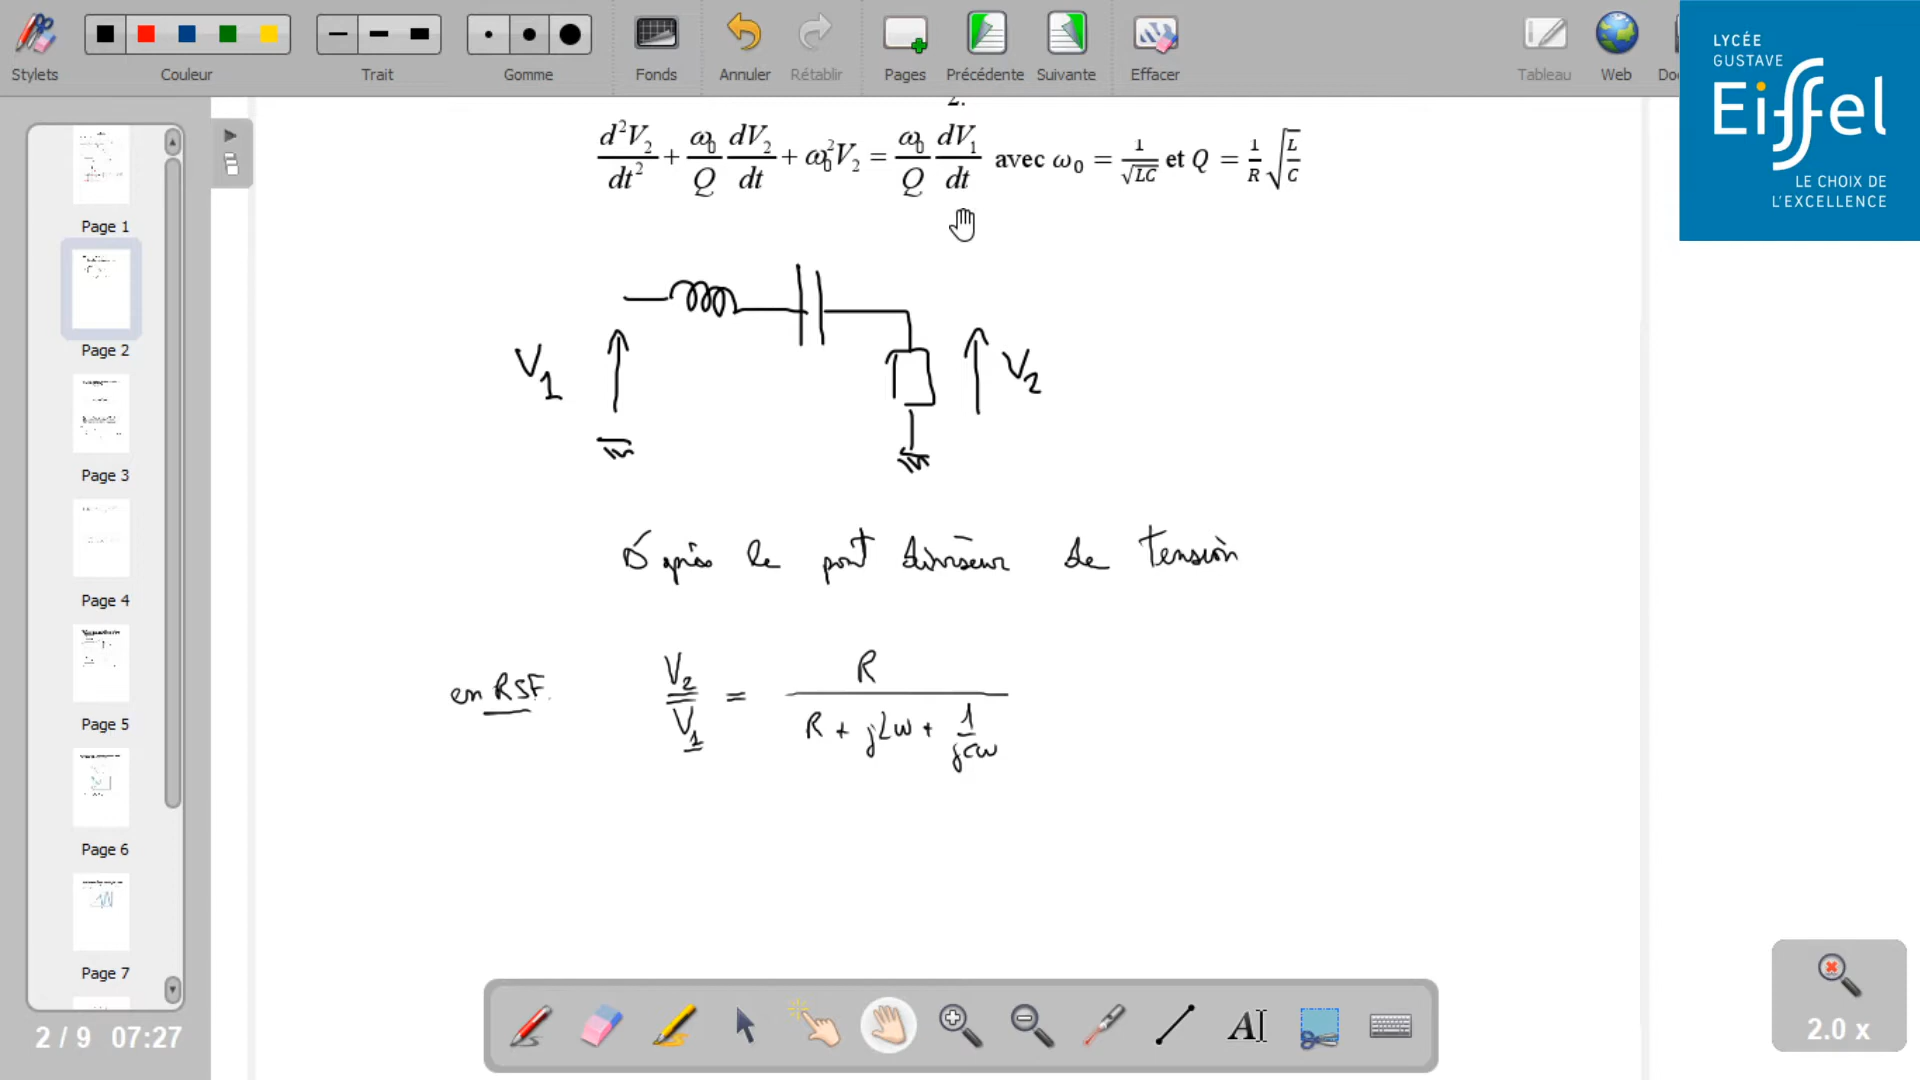 Stylets
Couleur
Trait
Gomme
Fonds
Annuler
Rétablir
Pages
Précédente
Suivante
Effacer
Tableau
Web
LYCÉE
GUSTAVE
Eiffel
LE CHOIX DE
L'EXCELLENCE
Page 1
Page 2
Page 3
Page 4
Page 5
Page 6
Page 7
2 / 9 07:27
2.
d²V₂/dt² + ω₀/Q dV₂/dt + ω₀²V₂ = ω₀/Q dV₁/dt avec ω₀ = 1/√LC et Q = 1/R √L/C
V₁
V₂
D'après le pont diviseur de tension
en RSF. V₂/V₁ = R/(R + jLω + 1/jCω)
AI
2.0 x